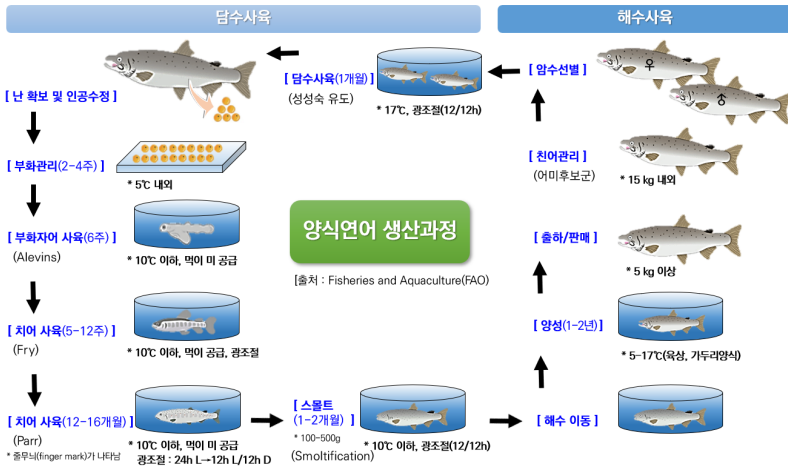 담수사육
해수사육
[ 난 확보 및 인공수정 ]
[ 담수사육(1개월) ]
(성성숙 유도)
* 17℃, 광조절(12/12h)
[ 암수선별 ]
♀
♂
[ 부화관리(2-4주) ]
* 5℃ 내외
[ 친어관리 ]
(어미후보군)
* 15 kg 내외
[ 부화자어 사육(6주) ]
(Alevins)
* 10℃ 이하, 먹이 미 공급
양식연어 생산과정
[출처 : Fisheries and Aquaculture(FAO)
[ 출하/판매 ]
* 5 kg 이상
[ 치어 사육(5-12주) ]
(Fry)
* 10℃ 이하, 먹이 공급, 광조절
[ 양성(1-2년) ]
* 5-17℃(육상, 가두리양식)
[ 치어 사육(12-16개월) ]
(Parr)
* 줄무늬(finger mark)가 나타남
* 10℃ 이하, 먹이 미 공급
광조절 : 24h L→12h L/12h D
[ 스몰트
(1-2개월) ]
* 100-500g
(Smoltification)
* 10℃ 이하, 광조절(12/12h)
[ 해수 이동 ]